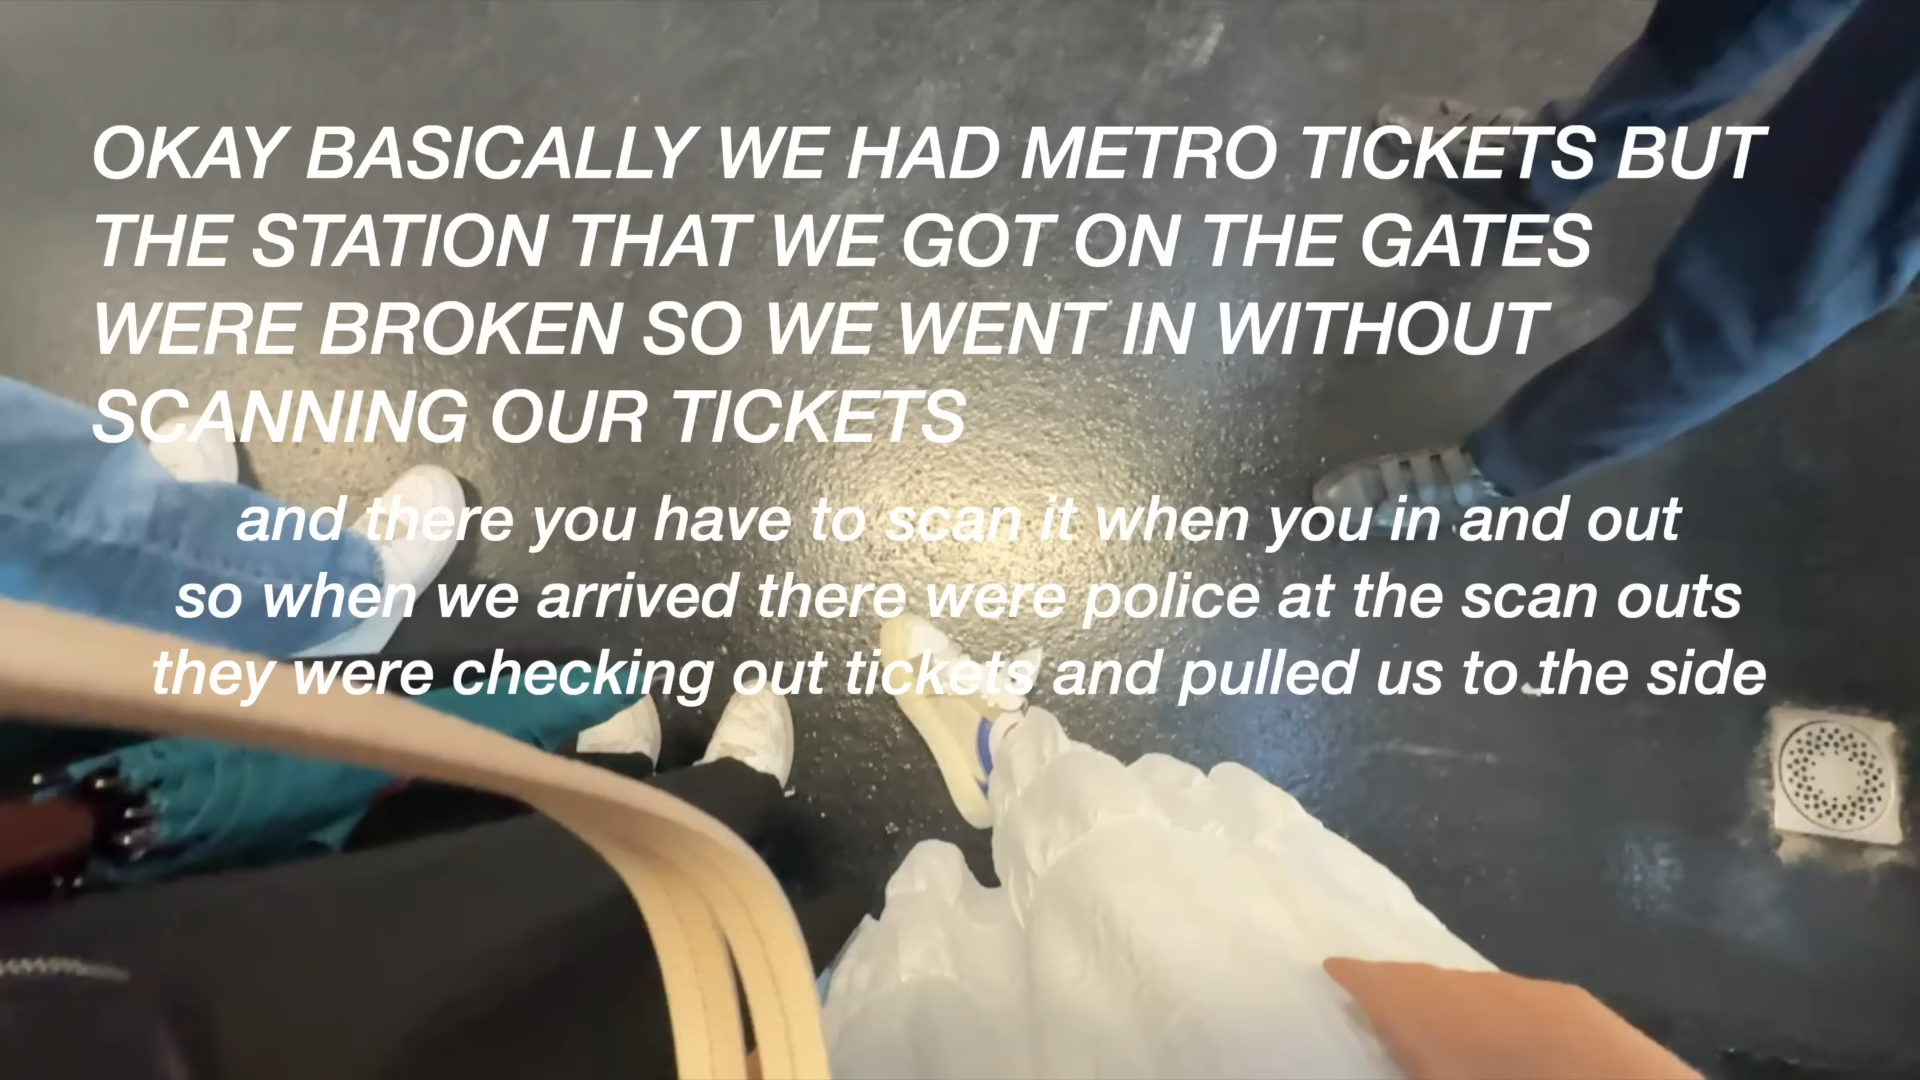 OKAY BASICALLY WE HAD METRO TICKETS BUT
THE STATION THAT WE GOT ON THE GATES
WERE BROKEN SO WE WENT IN WITHOUT
SCANNING OUR TICKETS
and there you have to scan it when you in and out
so when we arrived there were police at the scan outs
they were checking out tickets and pulled us to the side